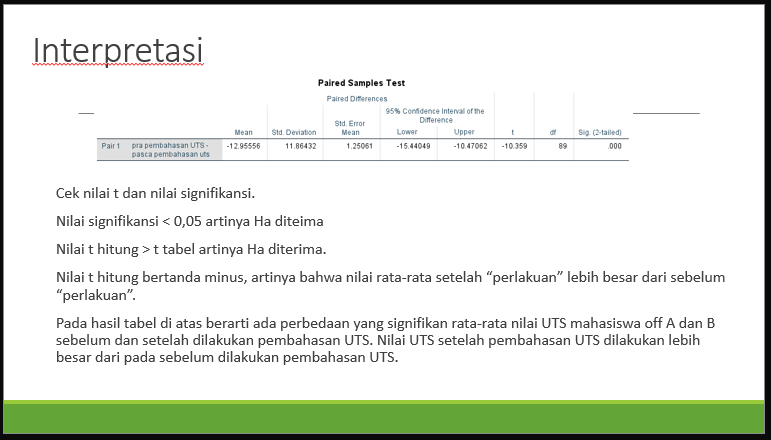 Interpretasi
Paired Samples Test
Paired Differences
95% Confidence Interval of the
Difference
Mean Std. Deviation Std. Error Mean Lower Upper t df Sig. (2-tailed)
Pair 1 pra pembahasan UTS - -12.95556 11.86432 1.25061 -15.44049 -10.47062 -10.359 89 .000
pasca pembahasan uts
Cek nilai t dan nilai signifikansi.
Nilai signifikansi < 0,05 artinya Ha diteima
Nilai t hitung > t tabel artinya Ha diterima.
Nilai t hitung bertanda minus, artinya bahwa nilai rata-rata setelah “perlakuan” lebih besar dari sebelum
“perlakuan”.
Pada hasil tabel di atas berarti ada perbedaan yang signifikan rata-rata nilai UTS mahasiswa off A dan B
sebelum dan setelah dilakukan pembahasan UTS. Nilai UTS setelah pembahasan UTS dilakukan lebih
besar dari pada sebelum dilakukan pembahasan UTS.